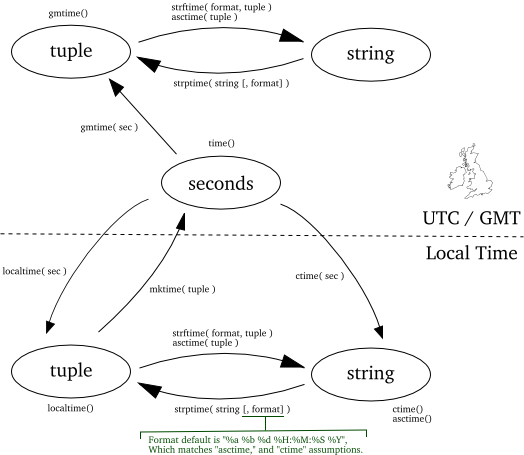 gmtime()
strftime( format, tuple )
asctime( tuple )
tuple
string
strptime( string [, format] )
gmtime( sec )
time()
seconds
UTC / GMT
Local Time
localtime( sec )
ctime( sec )
mktime( tuple )
strftime( format, tuple )
asctime( tuple )
tuple
string
localtime()
strptime( string [, format] )
ctime()
asctime()
Format default is "%a %b %d %H:%M:%S %Y",
Which matches "asctime," and "ctime" assumptions.